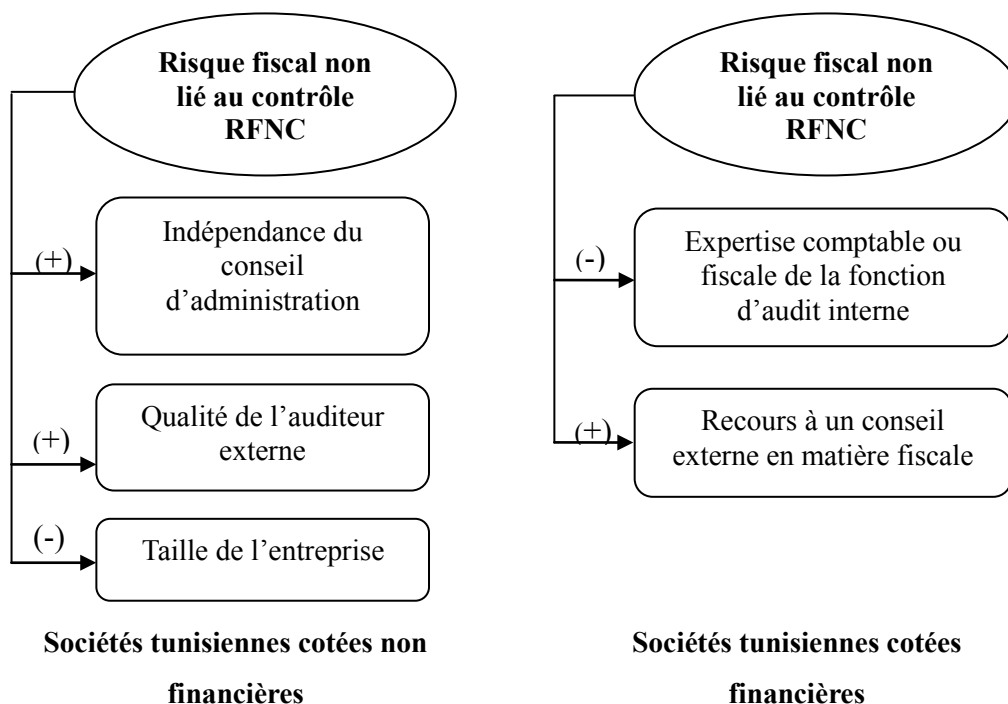 Risque fiscal non
lié au contrôle
RFNC
(+)
Indépendance du
conseil
d’administration
(+)
Qualité de l’auditeur
externe
(-)
Taille de l’entreprise
Sociétés tunisiennes cotées non
financières
Risque fiscal non
lié au contrôle
RFNC
(-)
Expertise comptable ou
fiscale de la fonction
d’audit interne
(+)
Recours à un conseil
externe en matière fiscale
Sociétés tunisiennes cotées
financières